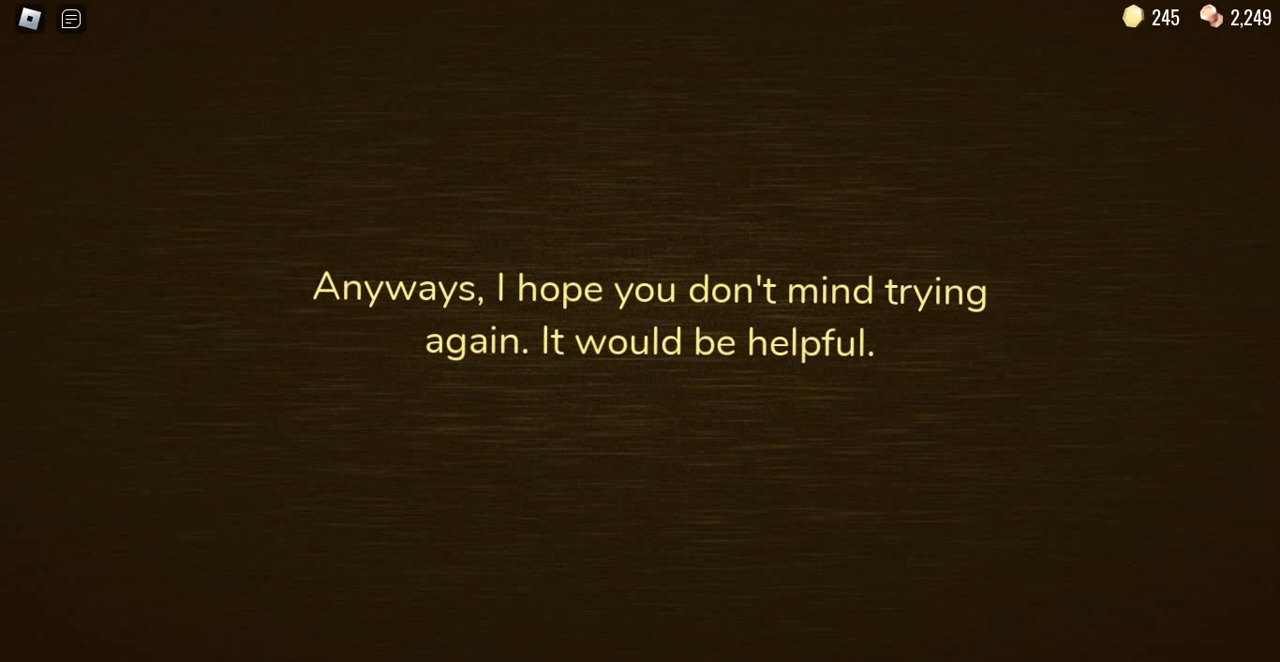 245 2,249
Anyways, I hope you don't mind trying
again. It would be helpful.